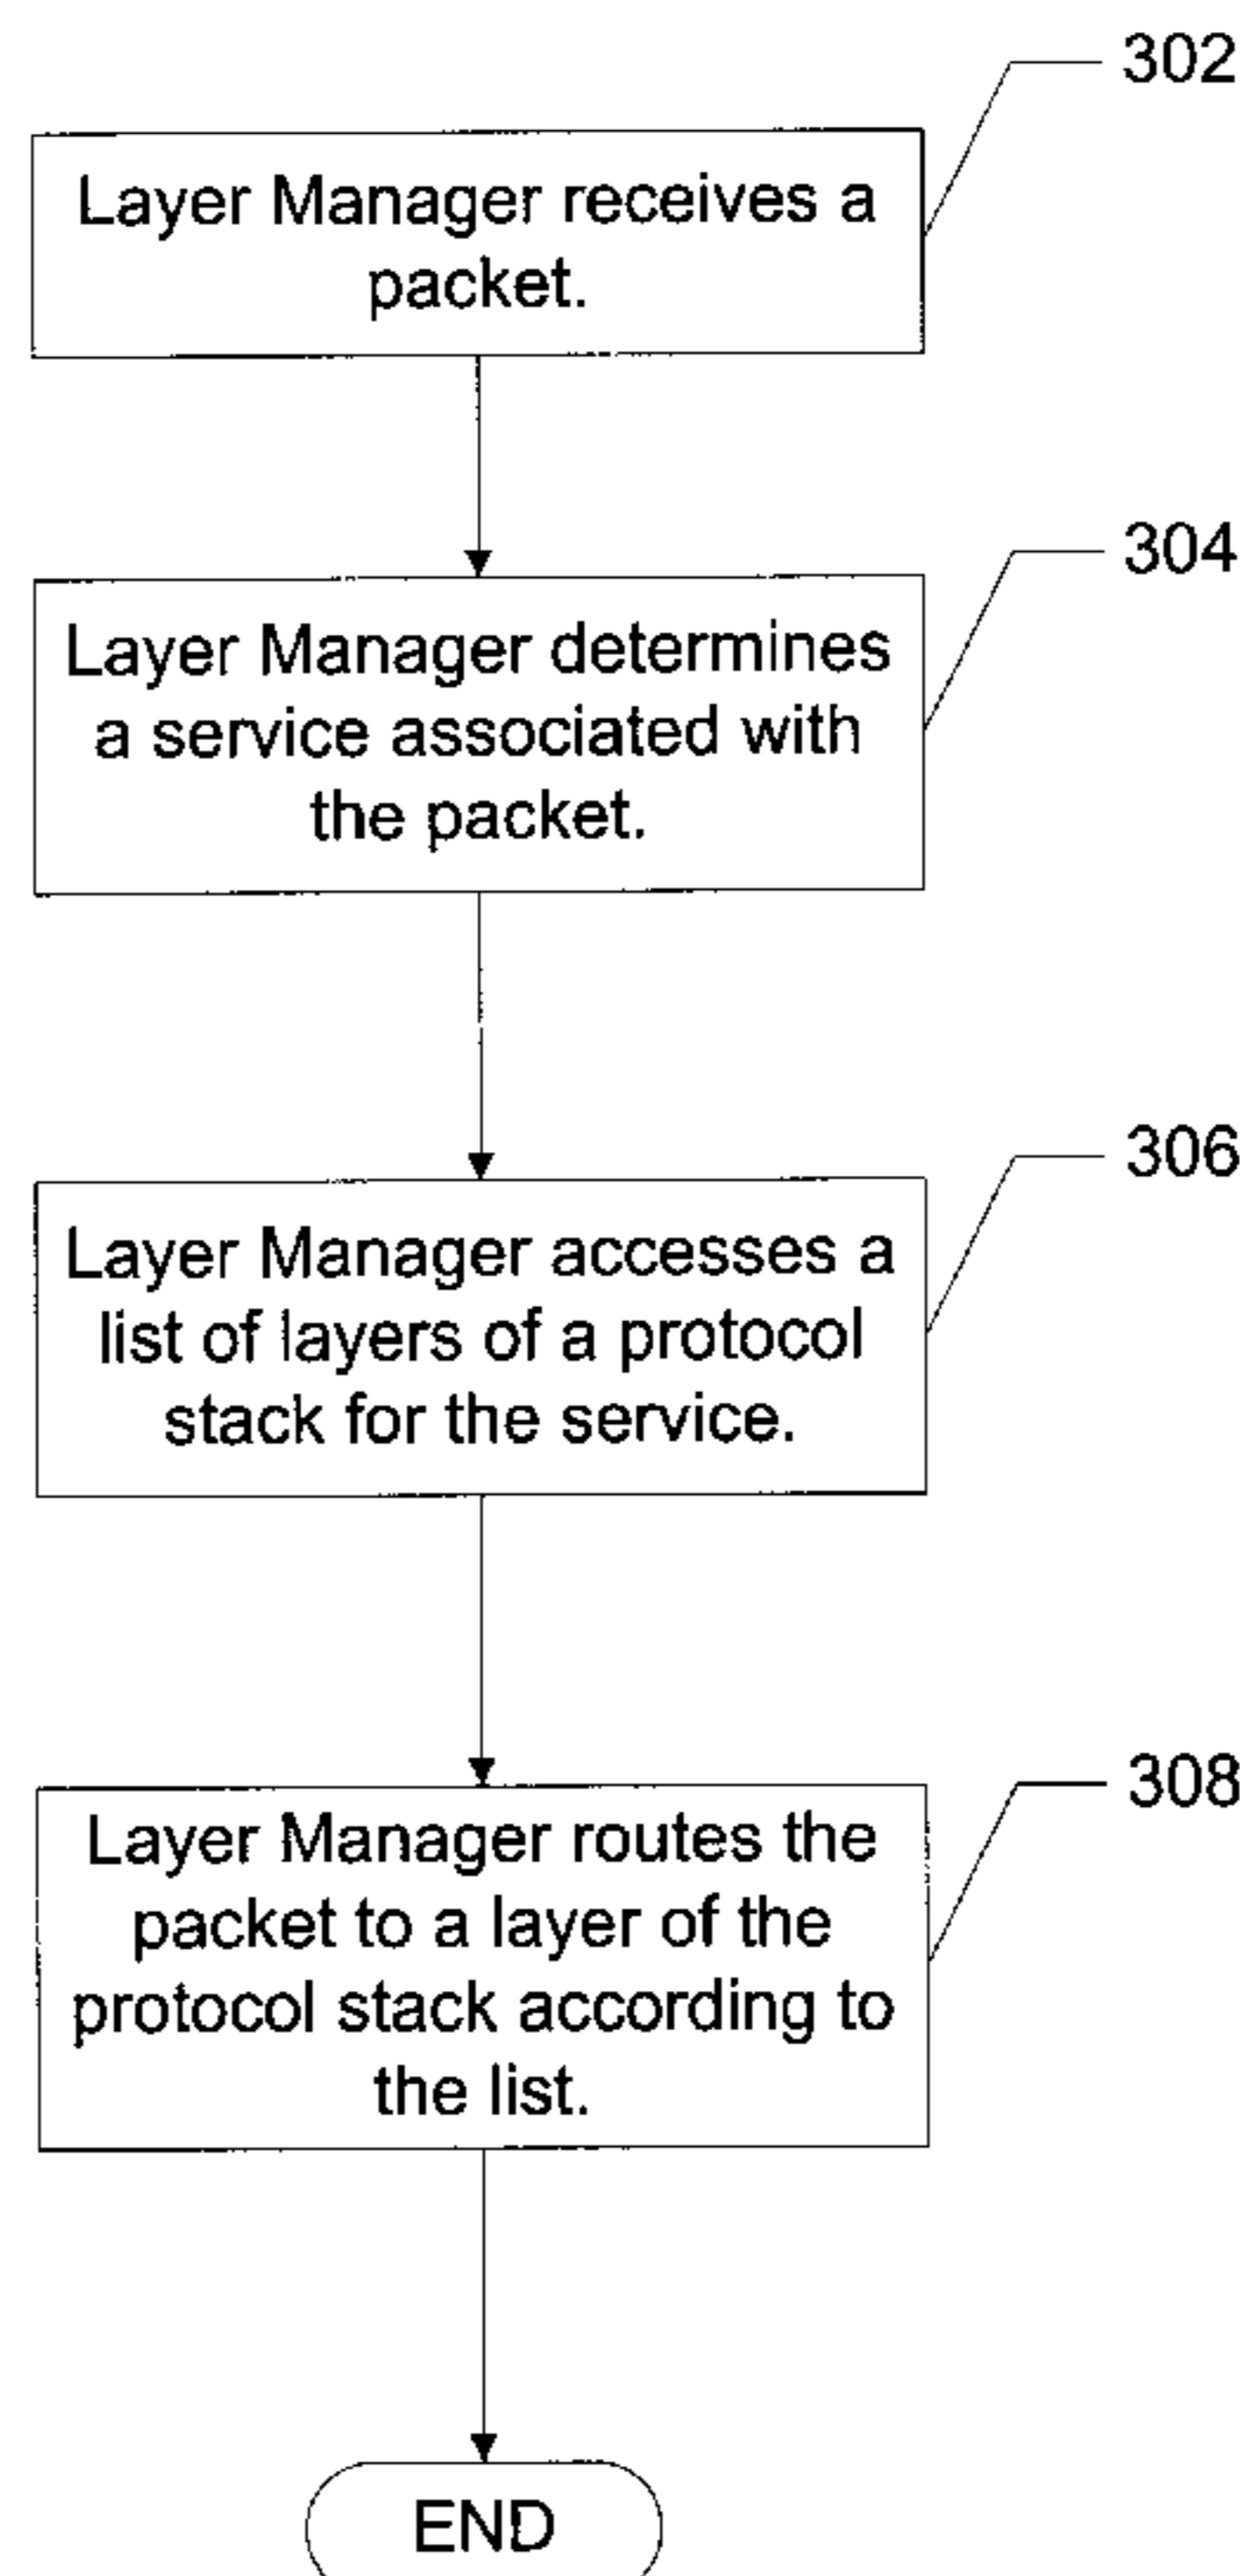 302
Layer Manager receives a
packet.
304
Layer Manager determines
a service associated with
the packet.
306
Layer Manager accesses a
list of layers of a protocol
stack for the service.
308
Layer Manager routes the
packet to a layer of the
protocol stack according to
the list.
END